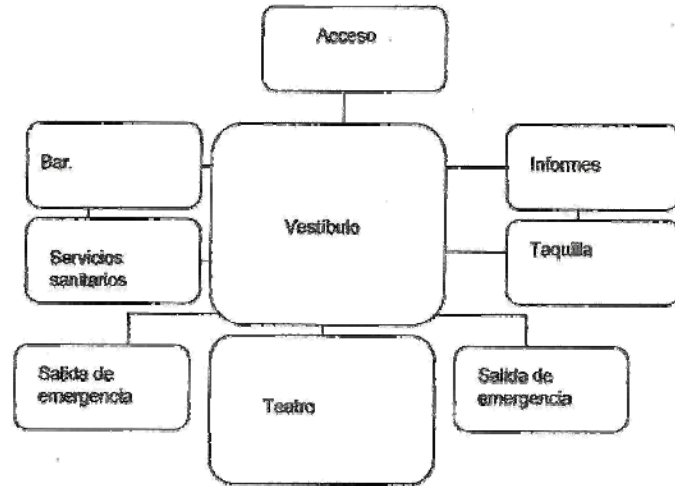 Acceso
Bar.
Informes
Vestíbulo
Servicios
sanitarios
Taquilla
Salida de
emergencia
Teatro
Salida de
emergencia